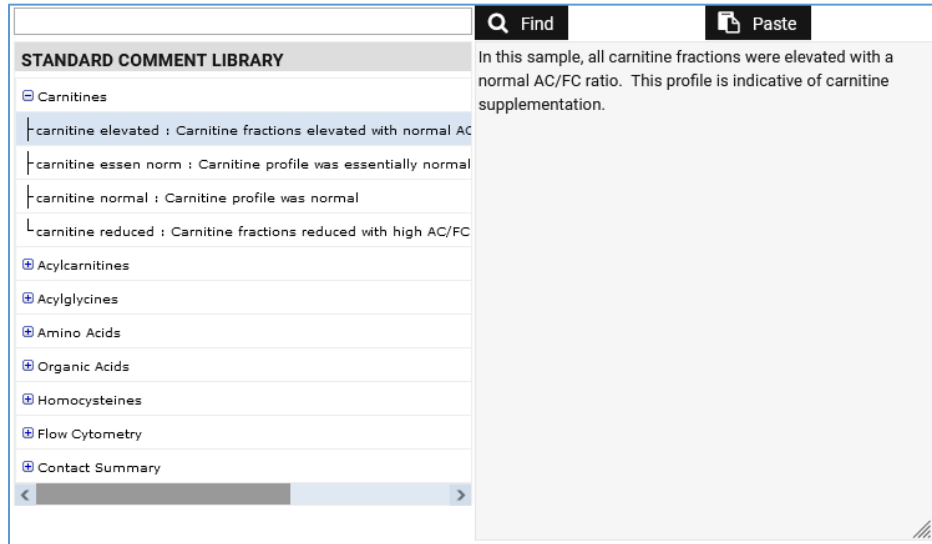 Find
Paste
STANDARD COMMENT LIBRARY
Carnitines
carnitine elevated : Carnitine fractions elevated with normal AC
carnitine essen norm : Carnitine profile was essentially normal
carnitine normal : Carnitine profile was normal
carnitine reduced : Carnitine fractions reduced with high AC/FC
Acylcarnitines
Acylglycines
Amino Acids
Organic Acids
Homocysteines
Flow Cytometry
Contact Summary
In this sample, all carnitine fractions were elevated with a
normal AC/FC ratio.  This profile is indicative of carnitine
supplementation.